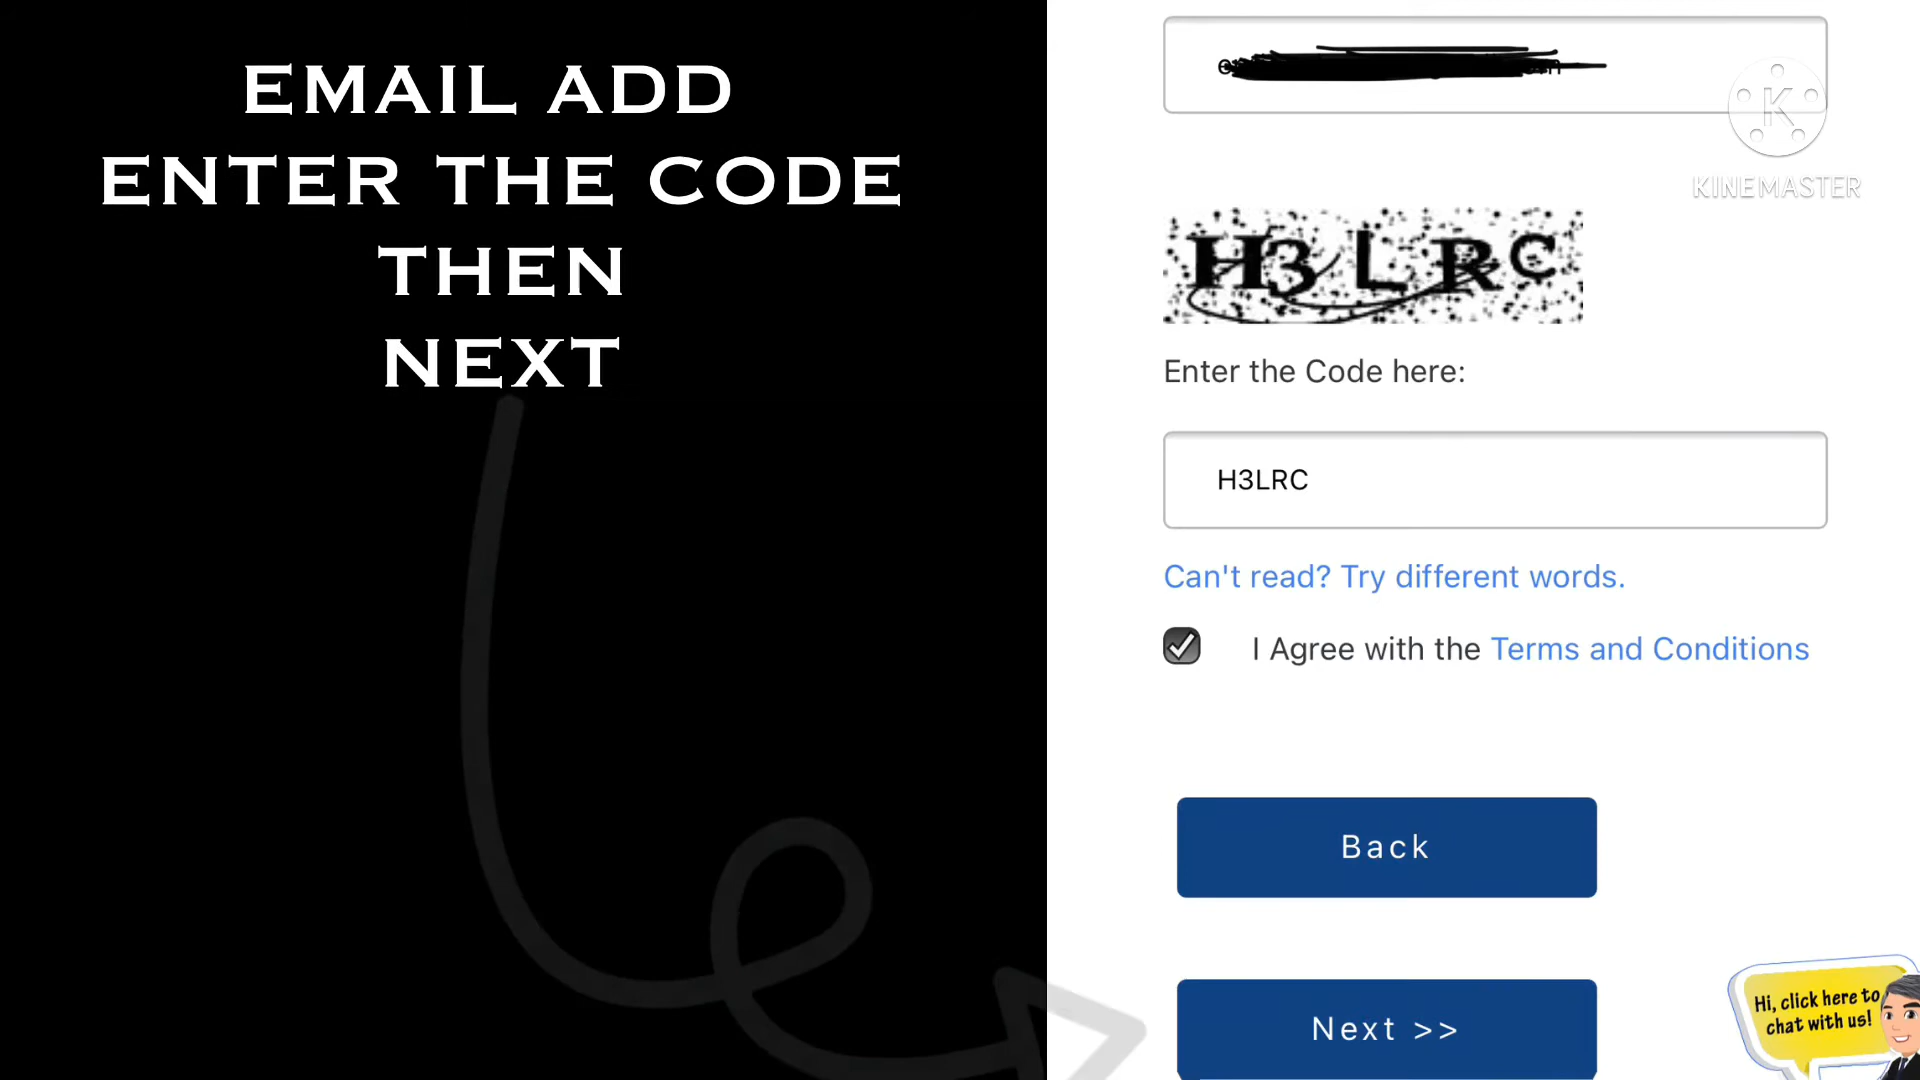 EMAIL ADD
ENTER THE CODE
THEN
NEXT
KINEMASTER
H3LRC
Enter the Code here:
H3LRC
Can't read? Try different words.
I Agree with the Terms and Conditions
Back
Next >>
Hi, click here to
chat with us!